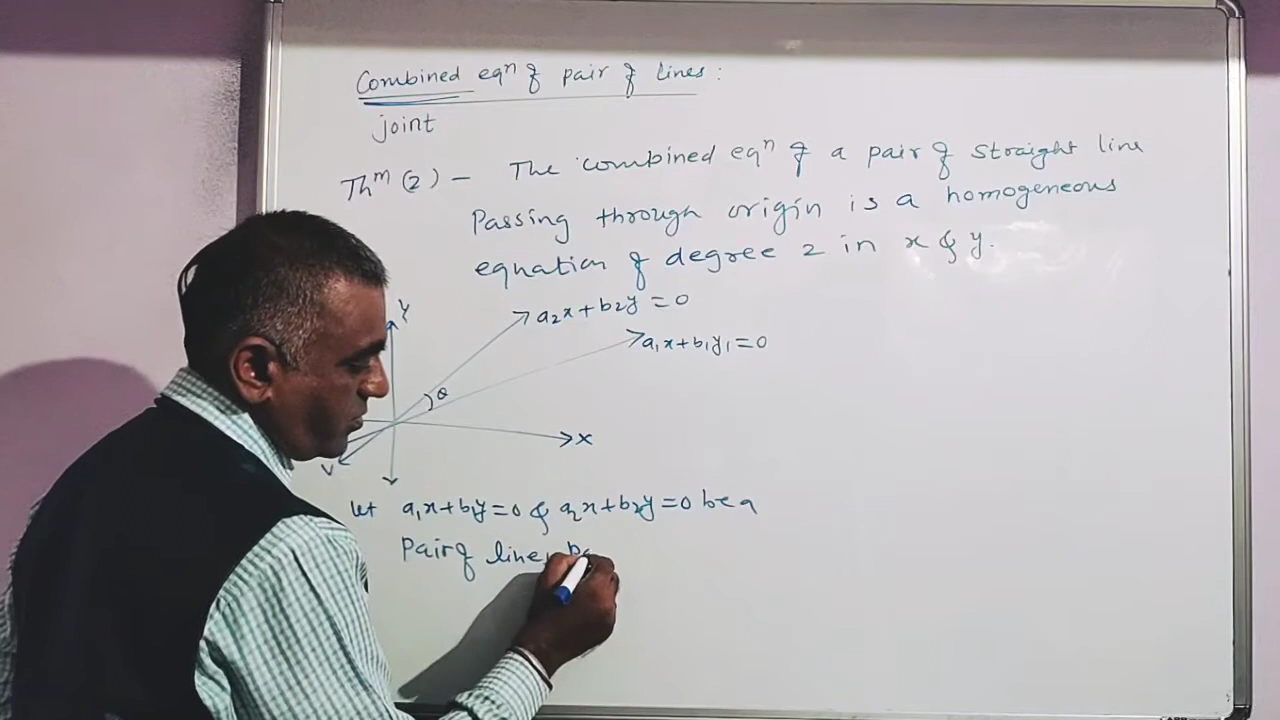 Combined eqⁿ of pair of lines :
joint
Thᵐ (2) - The combined eqⁿ of a pair of straight line
Passing through origin is a homogeneous
equation of degree 2 in x & y.
Y
a₂x + b₂y = 0
a₁x + b₁y₁ = 0
θ
X
let a₁x + b₁y = 0 & a₂x + b₂y = 0 be a
Pair of lines